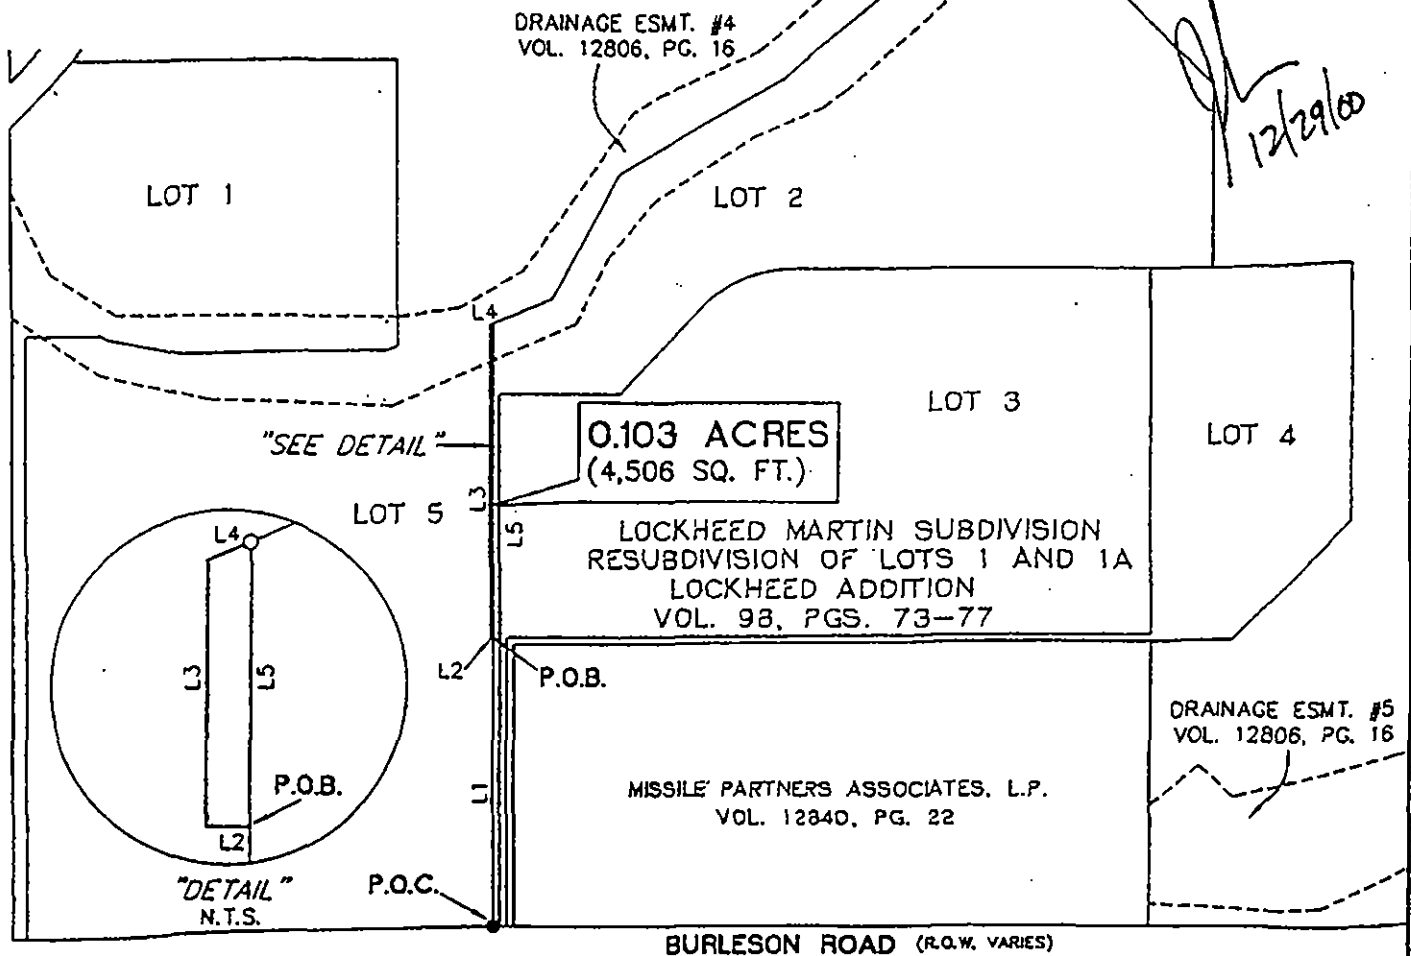 DRAINAGE ESMT. #4
VOL. 12806, PG. 16
12/29/00
LOT 1
LOT 2
L4
LOT 3
0.103 ACRES
(4,506 SQ. FT.)
LOT 4
"SEE DETAIL"
L3
LOT 5
L5
LOCKHEED MARTIN SUBDIVISION
RESUBDIVISION OF LOTS 1 AND 1A
LOCKHEED ADDITION
VOL. 98, PGS. 73-77
L4
L3
L5
L2
P.O.B.
DRAINAGE ESMT. #5
VOL. 12806, PG. 16
P.O.B.
L1
MISSILE PARTNERS ASSOCIATES, L.P.
VOL. 12840, PG. 22
L2
"DETAIL"
N.T.S.
P.O.C.
BURLESON ROAD (R.O.W. VARIES)